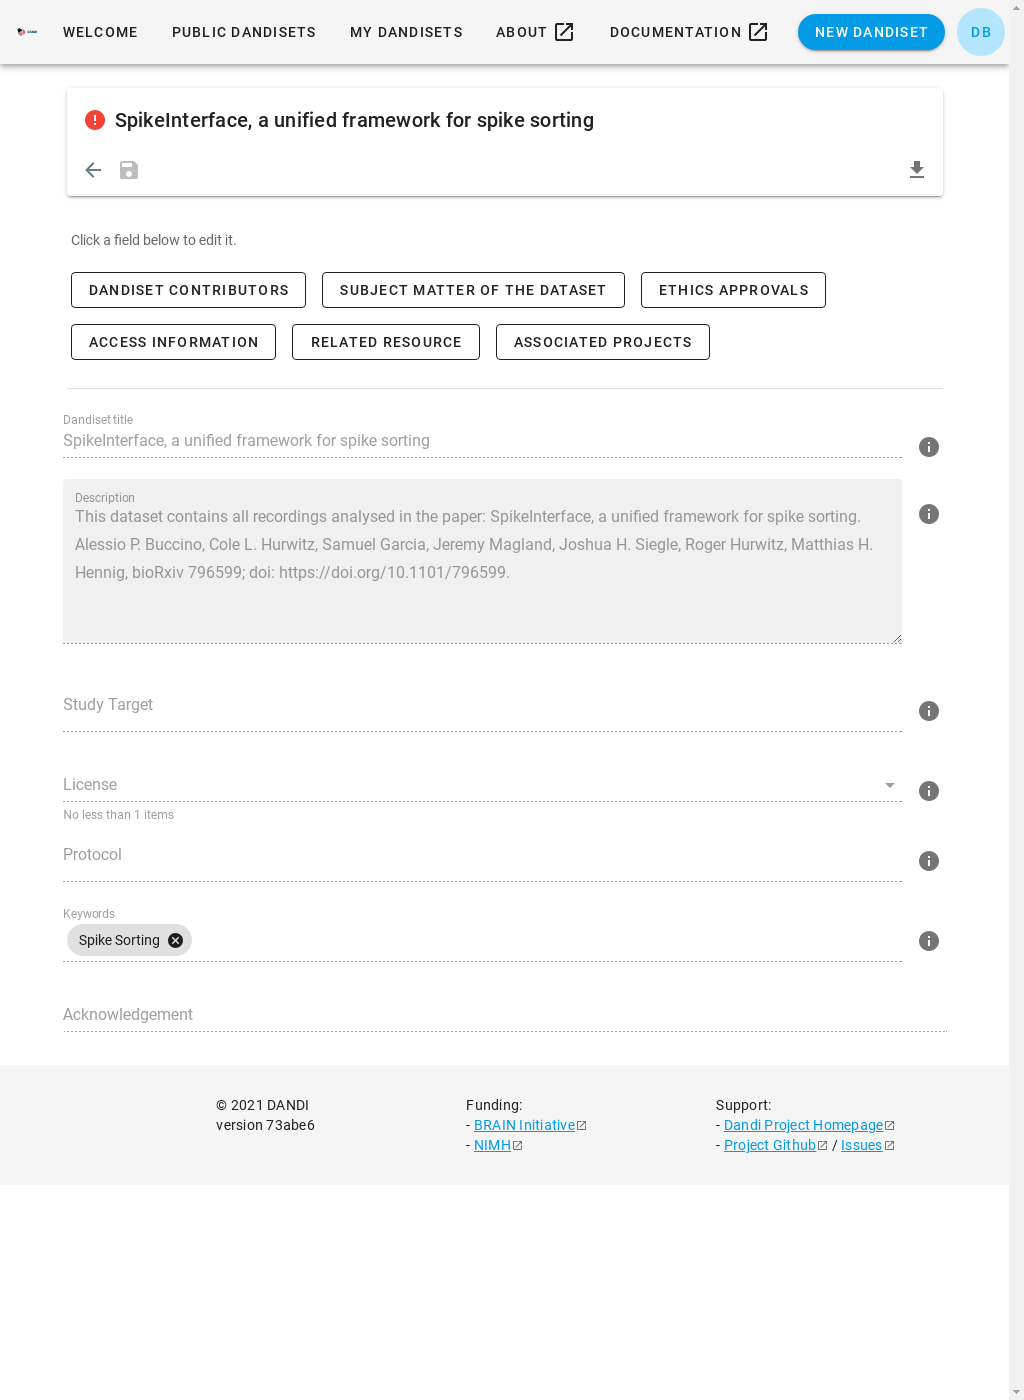 WELCOME PUBLIC DANDISETS MY DANDISETS ABOUT DOCUMENTATION NEW DANDISET DB
SpikeInterface, a unified framework for spike sorting
Click a field below to edit it.
DANDISET CONTRIBUTORS SUBJECT MATTER OF THE DATASET ETHICS APPROVALS
ACCESS INFORMATION RELATED RESOURCE ASSOCIATED PROJECTS
Dandiset title
SpikeInterface, a unified framework for spike sorting
Description
This dataset contains all recordings analysed in the paper: SpikeInterface, a unified framework for spike sorting.
Alessio P. Buccino, Cole L. Hurwitz, Samuel Garcia, Jeremy Magland, Joshua H. Siegle, Roger Hurwitz, Matthias H.
Hennig, bioRxiv 796599; doi: https://doi.org/10.1101/796599.
Study Target
License
No less than 1 items
Protocol
Keywords
Spike Sorting
Acknowledgement
© 2021 DANDI
version 73abe6
Funding:
- BRAIN Initiative
- NIMH
Support:
- Dandi Project Homepage
- Project Github / Issues